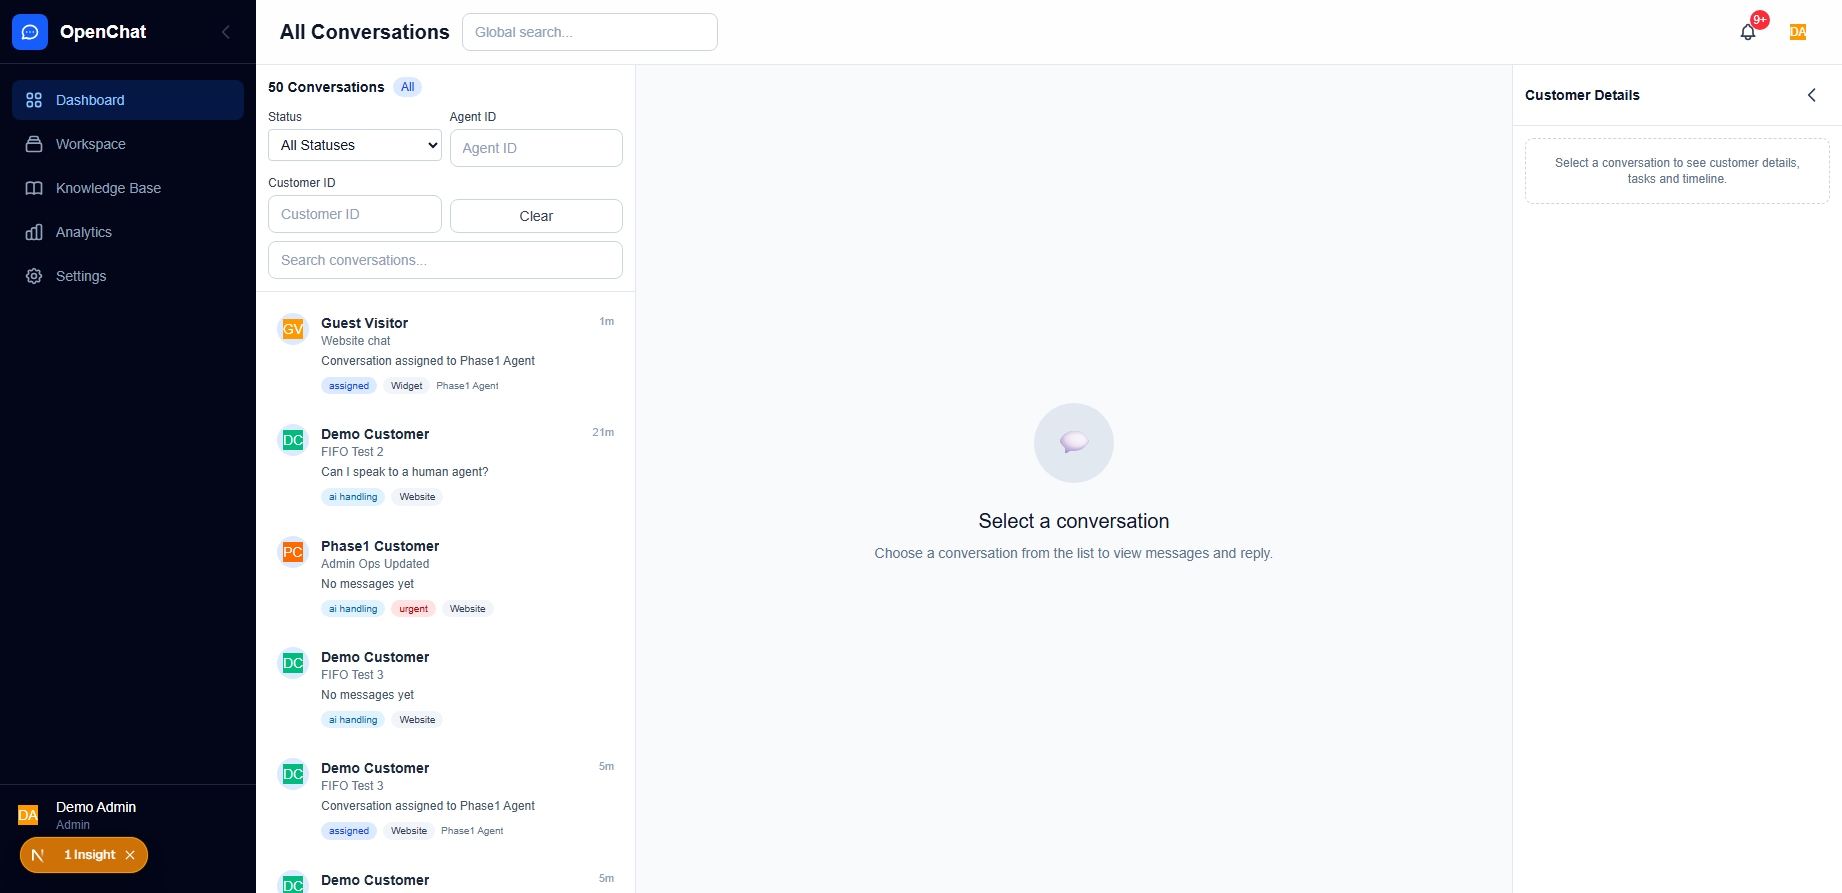 OpenChat
Dashboard
Workspace
Knowledge Base
Analytics
Settings
DA
Demo Admin
Admin
N
1 Insight
All Conversations
Global search...
9+
DA
50 Conversations
All
Status
Agent ID
All Statuses
Agent ID
Customer ID
Customer ID
Clear
Search conversations...
GV
Guest Visitor
1m
Website chat
Conversation assigned to Phase1 Agent
assigned Widget Phase1 Agent
DC
Demo Customer
21m
FIFO Test 2
Can I speak to a human agent?
ai handling Website
PC
Phase1 Customer
Admin Ops Updated
No messages yet
ai handling urgent Website
DC
Demo Customer
FIFO Test 3
No messages yet
ai handling Website
DC
Demo Customer
5m
FIFO Test 3
Conversation assigned to Phase1 Agent
assigned Website Phase1 Agent
DC
Demo Customer
5m
Select a conversation
Choose a conversation from the list to view messages and reply.
Customer Details
Select a conversation to see customer details,
tasks and timeline.